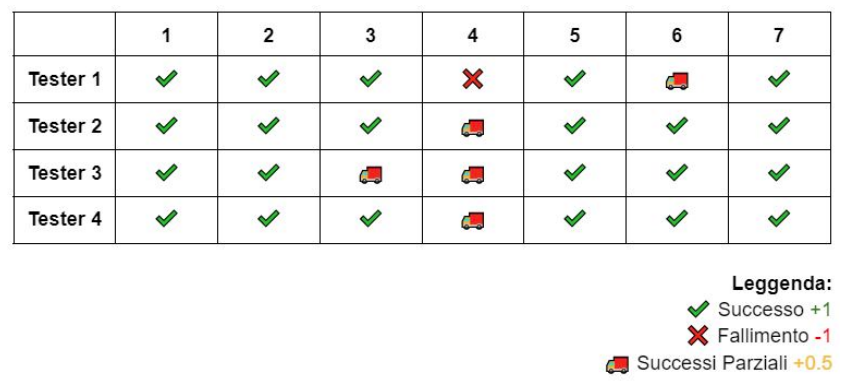 1 2 3 4 5 6 7
Tester 1
Tester 2
Tester 3
Tester 4
Leggenda:
Successo +1
Fallimento -1
Successi Parziali +0.5